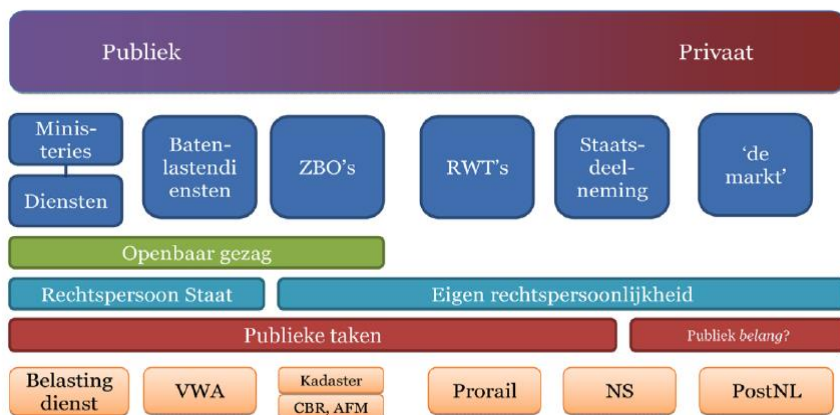 Publiek
Privaat
Minis-
teries
Diensten
Baten-
lastendi
ensten
ZBO's
RWT's
Staats-
deel-
neming
'de
markt'
Openbaar gezag
Rechtspersoon Staat
Eigen rechtspersoonlijkheid
Publieke taken
Publiek belang?
Belasting
dienst
VWA
Kadaster
CBR, AFM
Prorail
NS
PostNL